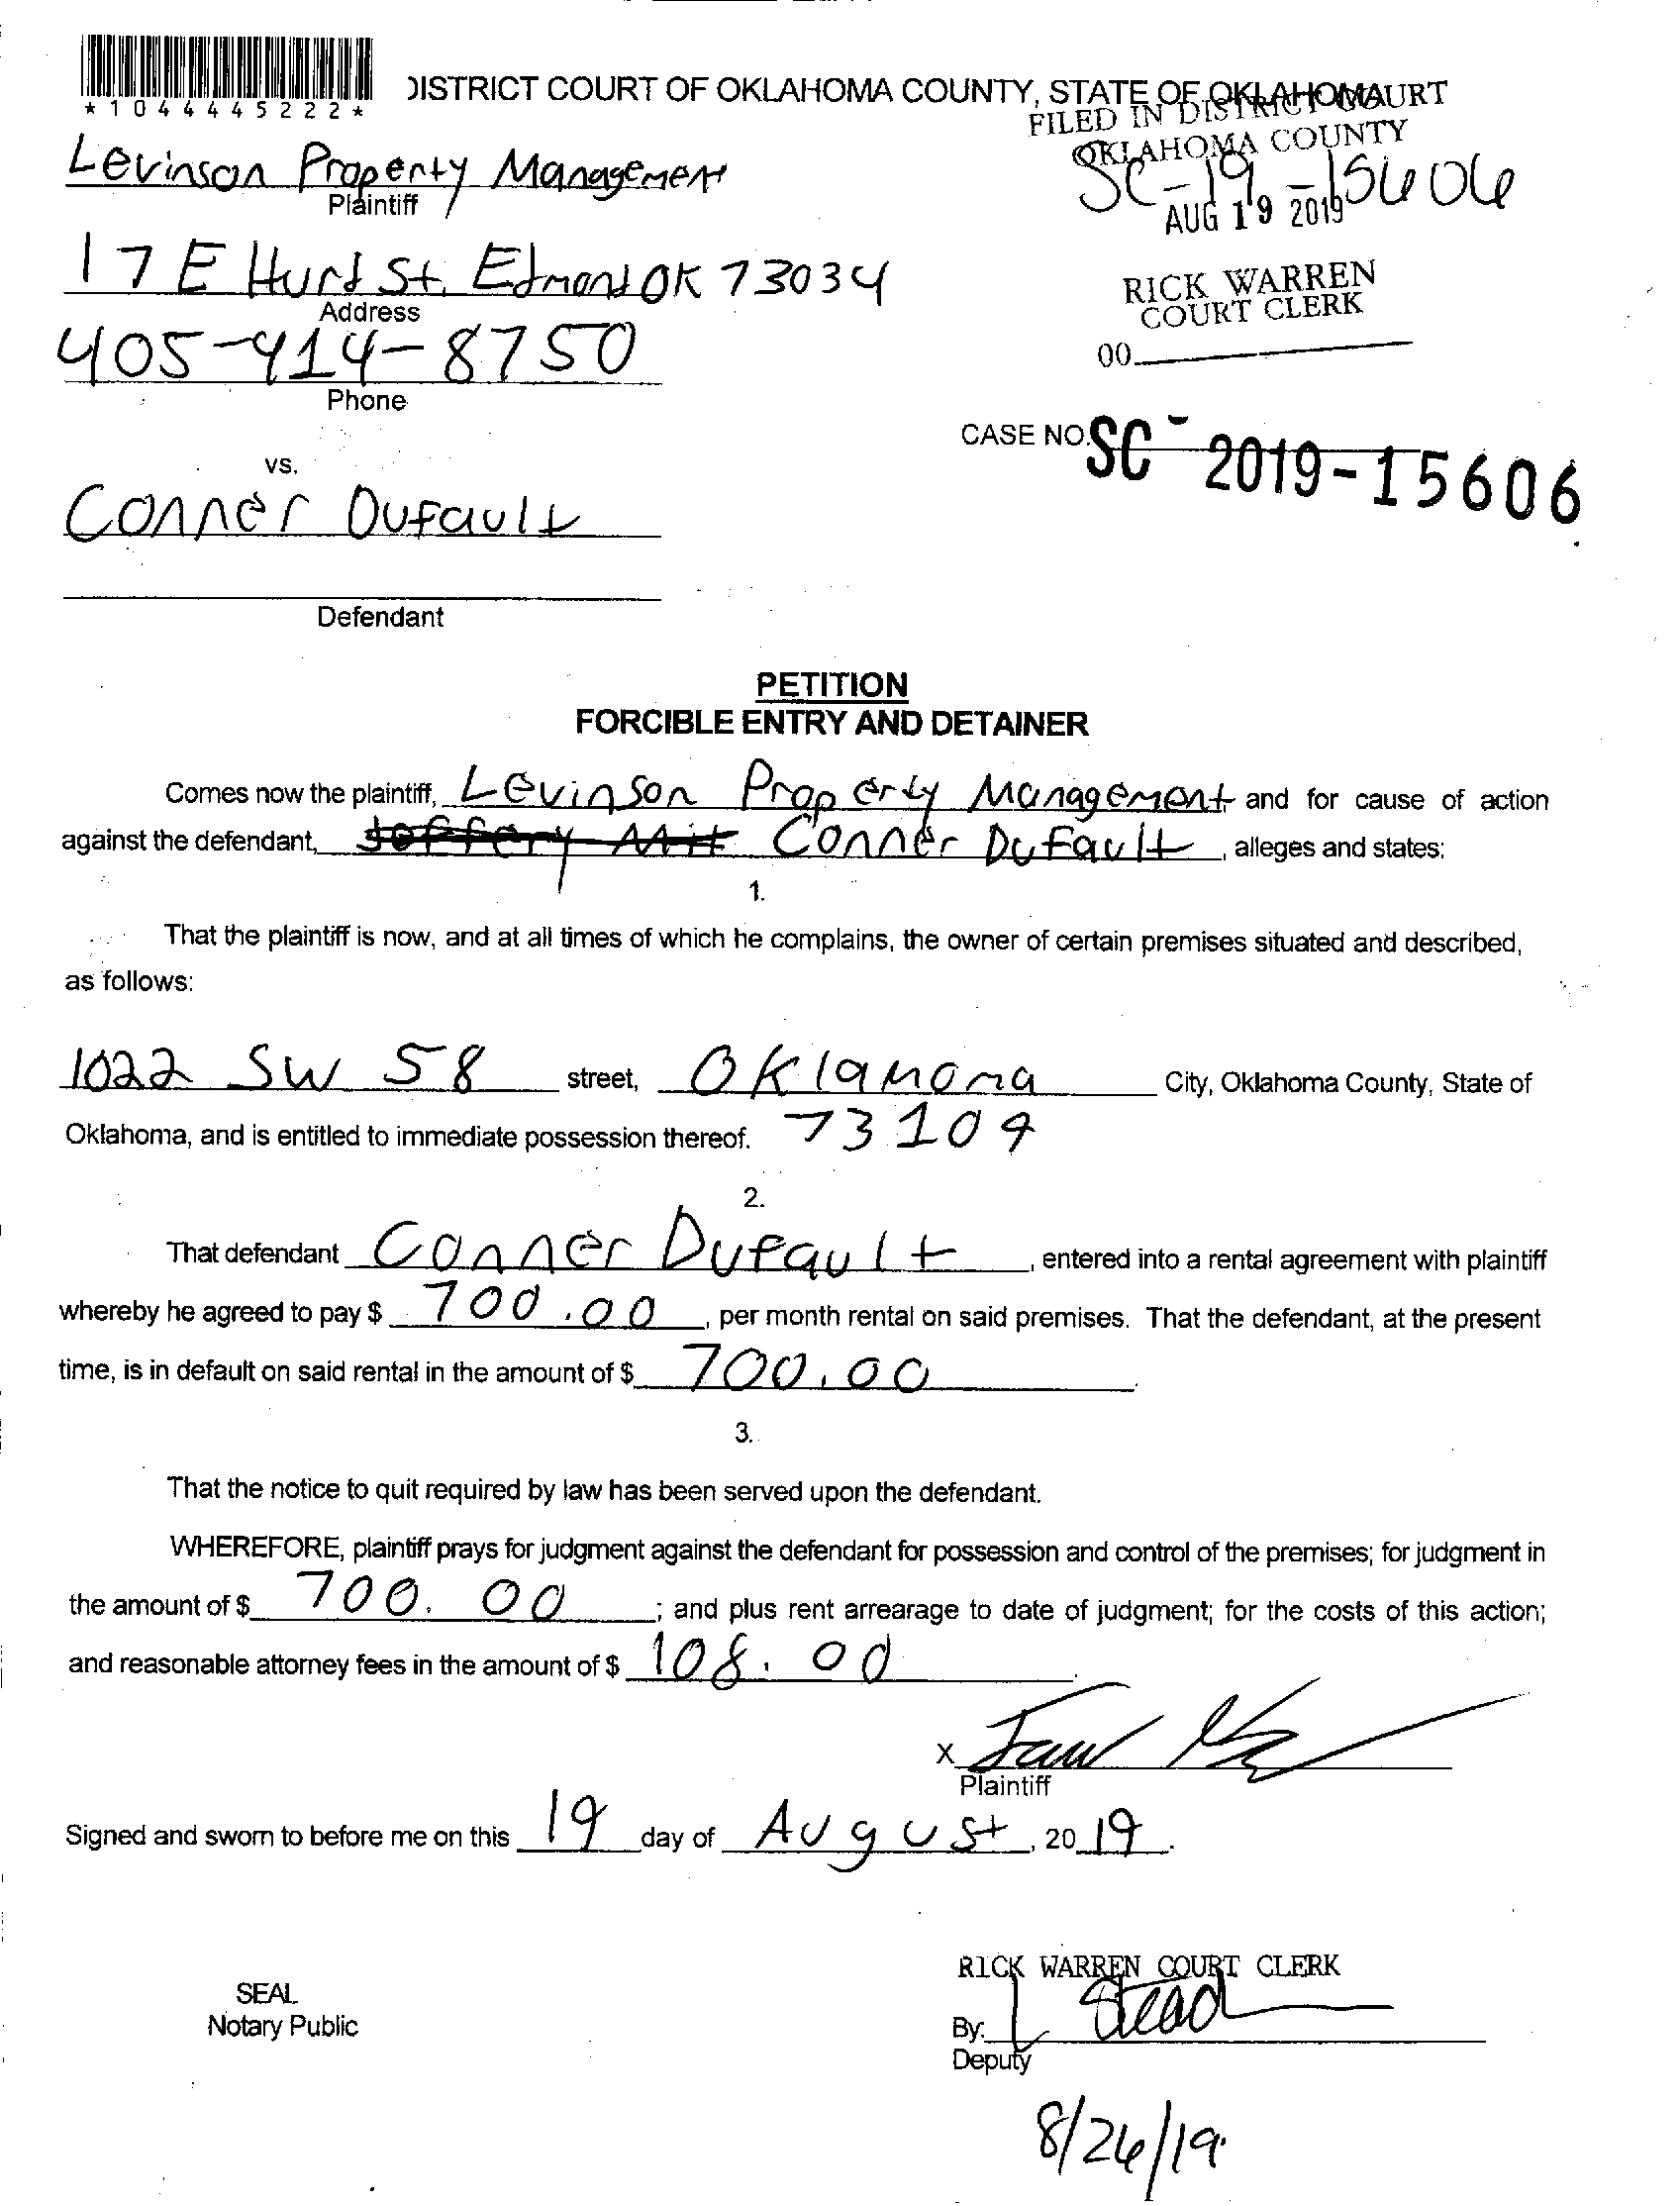 *1044445222*
DISTRICT COURT OF OKLAHOMA COUNTY, STATE OF OKLAHOMA
FILED IN DISTRICT COURT
OKLAHOMA COUNTY
Levinson Property Management
Plaintiff
SC-19-15606
AUG 19 2019
17 E Hurd St. Edmond OK 73034
Address
RICK WARREN
COURT CLERK
405-414-8750
Phone
00
CASE NO. SC-2019-15606
vs.
Conner Dufault
Defendant
PETITION
FORCIBLE ENTRY AND DETAINER
Comes now the plaintiff, Levinson Property Management and for cause of action
against the defendant, Conner Dufault, alleges and states:
1.
That the plaintiff is now, and at all times of which he complains, the owner of certain premises situated and described,
as follows:
1022 SW 58 street, Oklahoma City, Oklahoma County, State of
Oklahoma, and is entitled to immediate possession thereof. 73109
2.
That defendant Conner Dufault, entered into a rental agreement with plaintiff
whereby he agreed to pay $ 700.00, per month rental on said premises. That the defendant, at the present
time, is in default on said rental in the amount of $ 700.00.
3.
That the notice to quit required by law has been served upon the defendant.
WHEREFORE, plaintiff prays for judgment against the defendant for possession and control of the premises; for judgment in
the amount of $ 700.00; and plus rent arrearage to date of judgment; for the costs of this action;
and reasonable attorney fees in the amount of $ 108.00.
X
Plaintiff
Signed and sworn to before me on this 19 day of August, 2019.
RICK WARREN COURT CLERK
SEAL
Notary Public
By:
Deputy
8/26/19